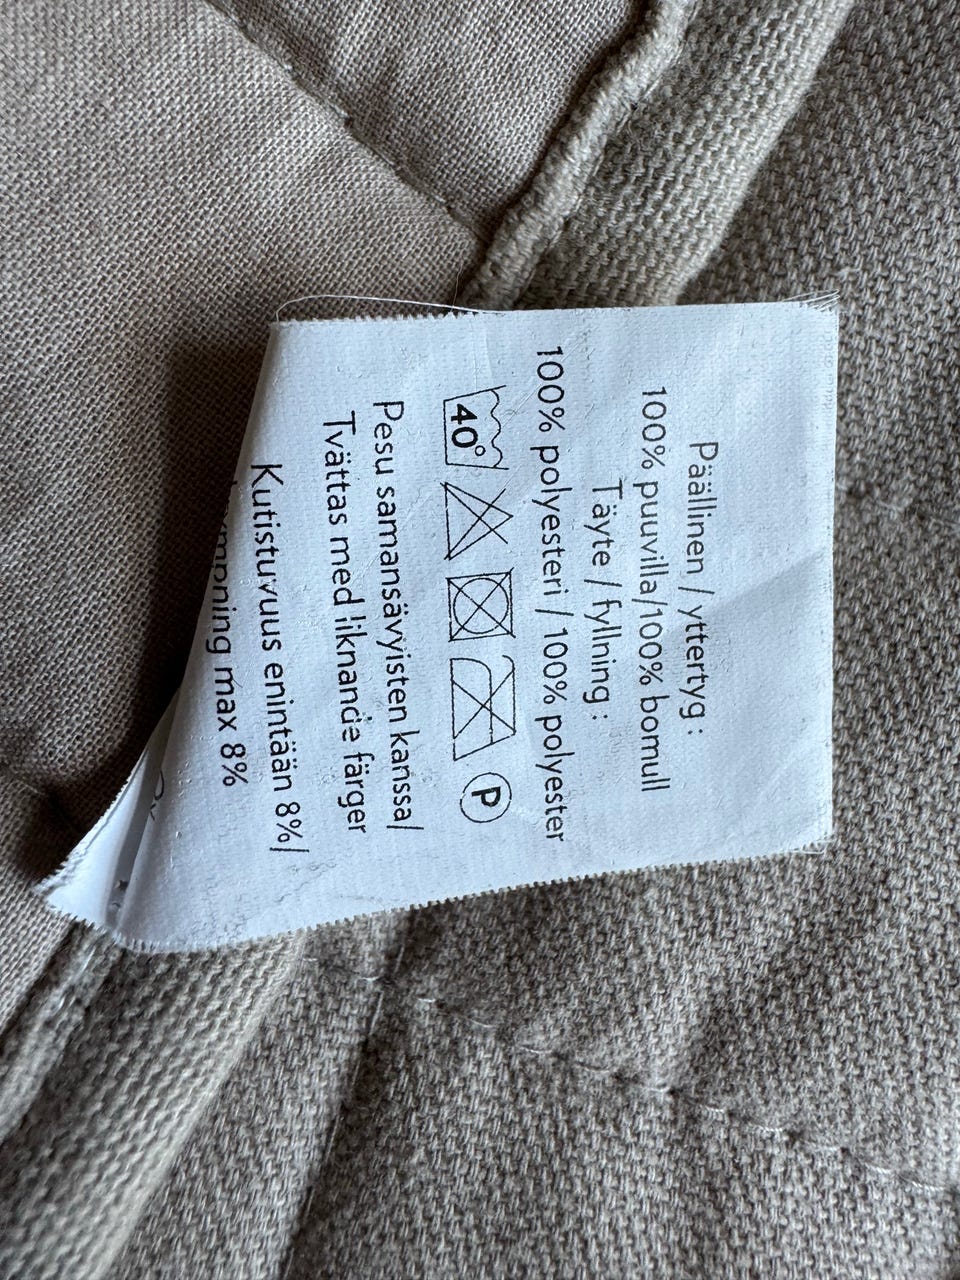 Päällinen / yttertyg :
100% puuvilla/100% bomull
Täyte / fyllning :
100% polyesteri / 100% polyester
40° P
Pesu samansävyisten kanssa/
Tvättas med liknande färger
Kutistuvuus enintään 8%/
max 8%